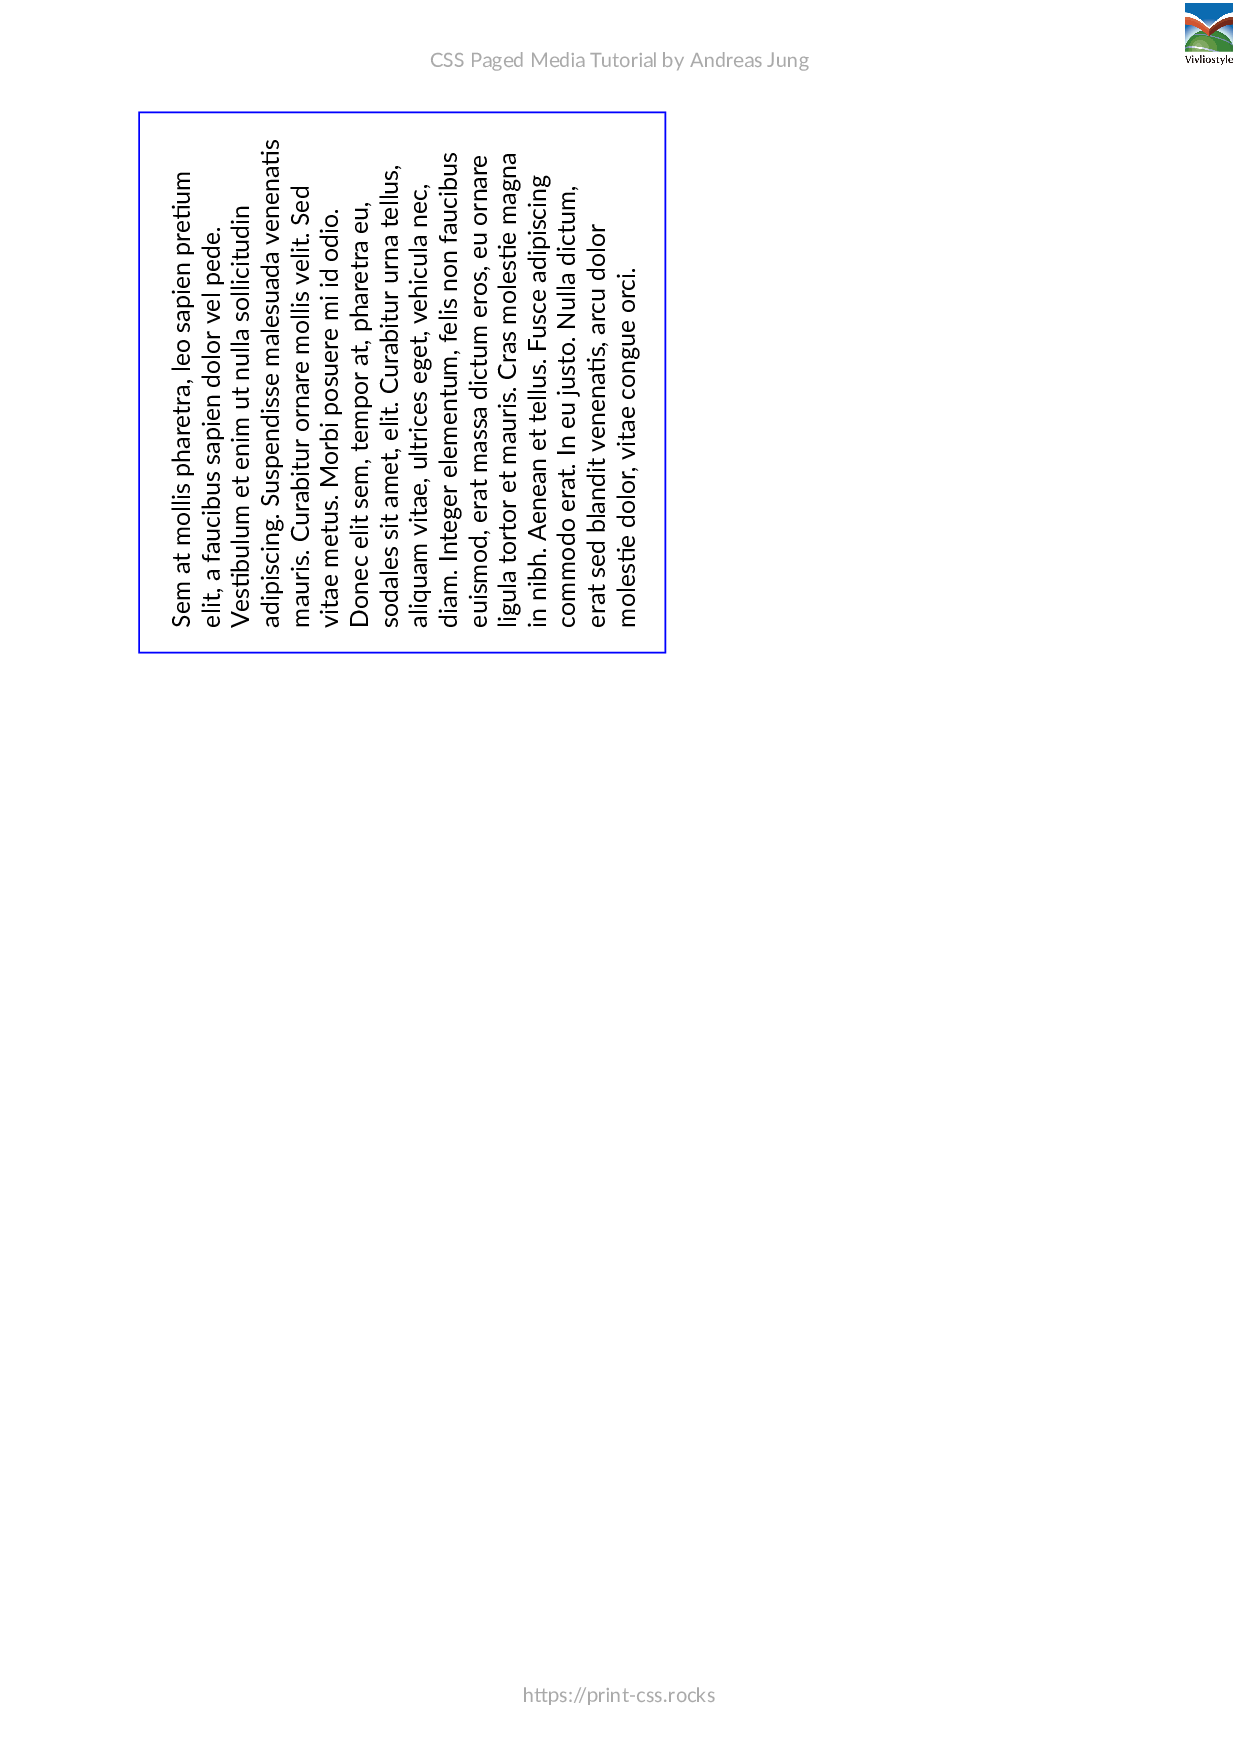 CSS Paged Media Tutorial by Andreas Jung
Vivliostyle
Sem at mollis pharetra, leo sapien pretium
elit, a faucibus sapien dolor vel pede.
Vestibulum et enim ut nulla sollicitudin
adipiscing. Suspendisse malesuada venenatis
mauris. Curabitur ornare mollis velit. Sed
vitae metus. Morbi posuere mi id odio.
Donec elit sem, tempor at, pharetra eu,
sodales sit amet, elit. Curabitur urna tellus,
aliquam vitae, ultrices eget, vehicula nec,
diam. Integer elementum, felis non faucibus
euismod, erat massa dictum eros, eu ornare
ligula tortor et mauris. Cras molestie magna
in nibh. Aenean et tellus. Fusce adipiscing
commodo erat. In eu justo. Nulla dictum,
erat sed blandit venenatis, arcu dolor
molestie dolor, vitae congue orci.
https://print-css.rocks